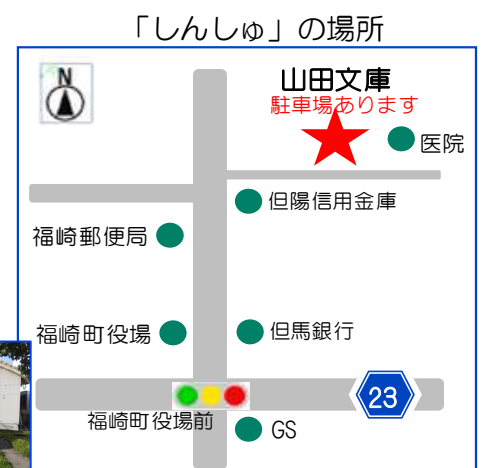 「しんしゅ」の場所
N
山田文庫
駐車場あります
医院
但陽信用金庫
福崎郵便局
福崎町役場
但馬銀行
23
福崎町役場前
GS